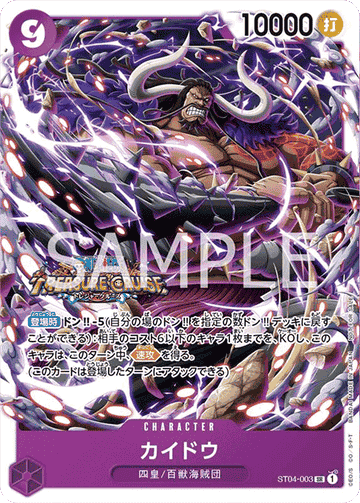 9
10000
打
SAMPLE
TREASURE CRUISE
登場時 ドン!!-5(自分の場のドン!!を指定の数ドン!!デッキに戻す
ことができる):相手のコスト6以下のキャラ1枚までを、KOし、この
キャラは、このターン中、速攻を得る。
(このカードは登場したターンにアタックできる)
CHARACTER
カイドウ
四皇/百獣海賊団
ST04-003 SR 1